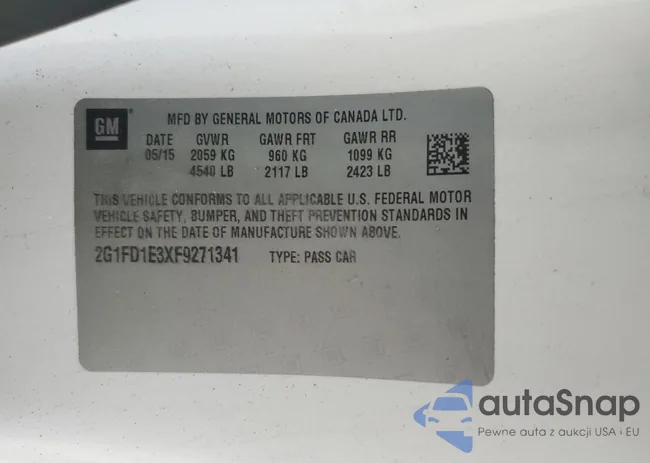 GM
MFD BY GENERAL MOTORS OF CANADA LTD.
DATE GVWR GAWR FRT GAWR RR
05/15 2059 KG 960 KG 1099 KG
4540 LB 2117 LB 2423 LB
THIS VEHICLE CONFORMS TO ALL APPLICABLE U.S. FEDERAL MOTOR
VEHICLE SAFETY, BUMPER, AND THEFT PREVENTION STANDARDS IN
EFFECT ON THE DATE OF MANUFACTURE SHOWN ABOVE.
2G1FD1E3XF9271341 TYPE: PASS CAR
autoSnap
Pewne auta z aukcji USA i EU